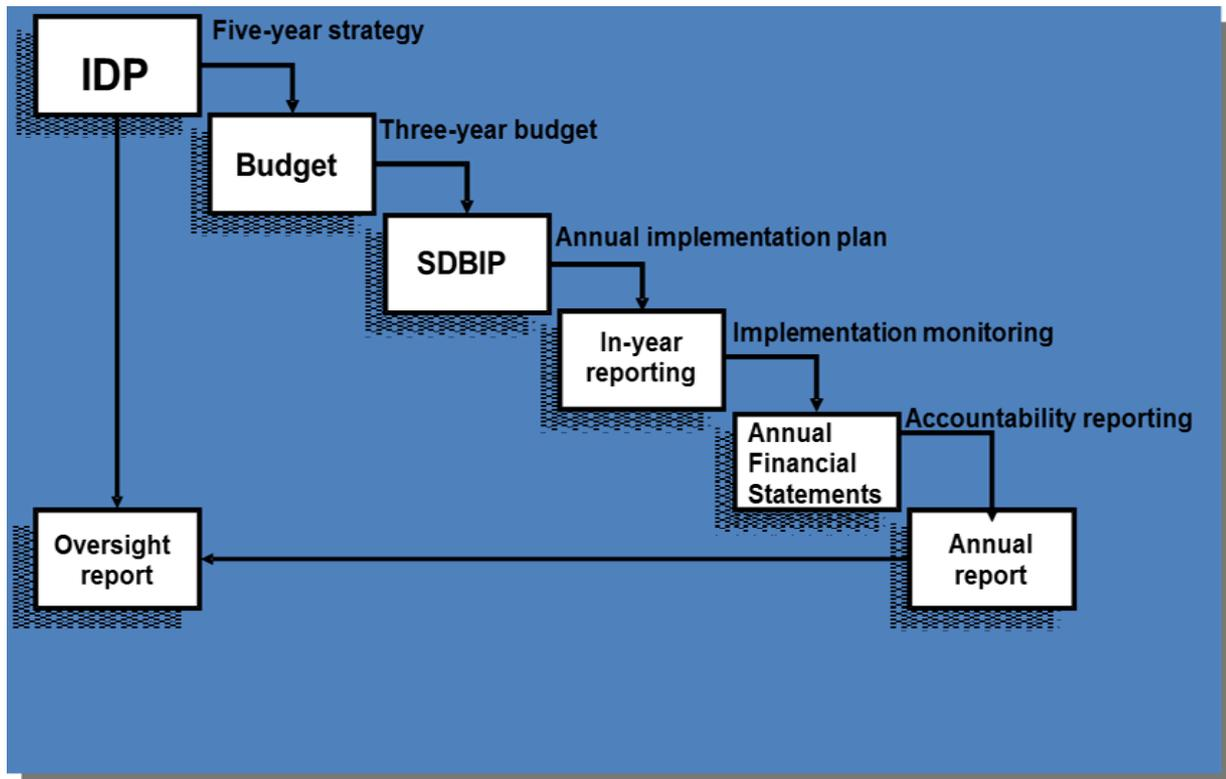 Five-year strategy
IDP
Three-year budget
Budget
Annual implementation plan
SDBIP
Implementation monitoring
In-year
reporting
Accountability reporting
Annual
Financial
Statements
Oversight
report
Annual
report